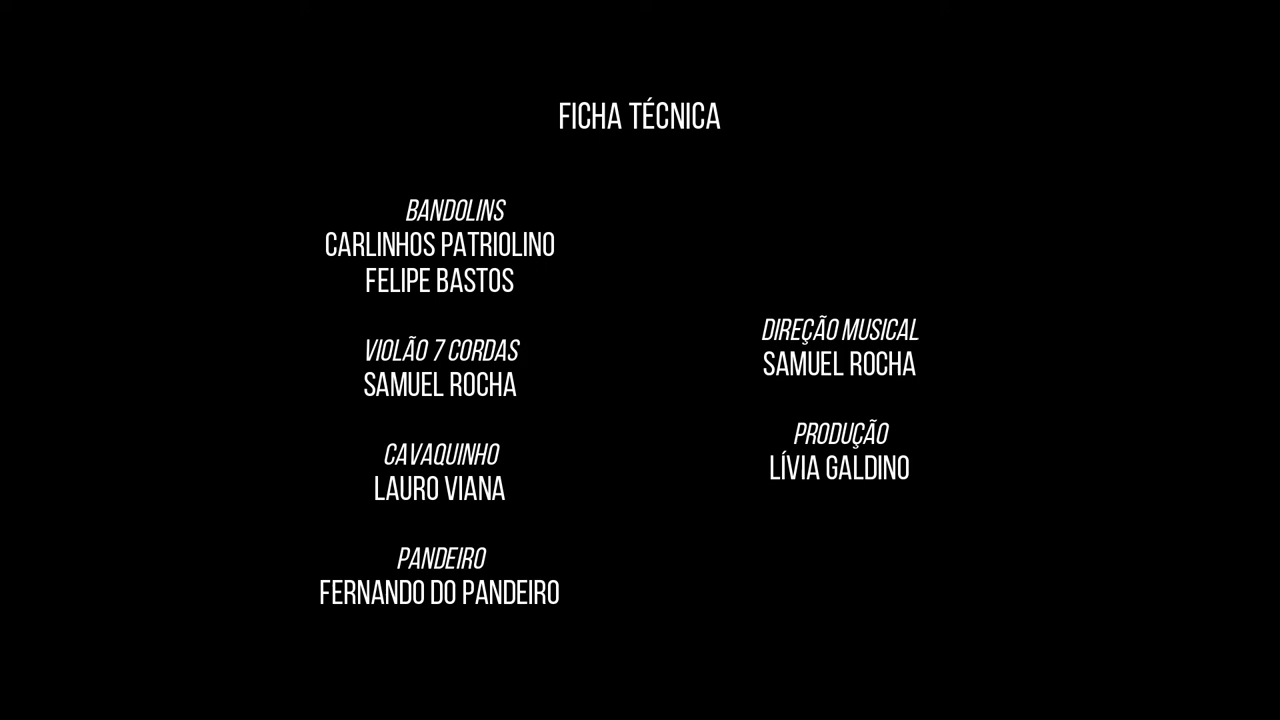 FICHA TÉCNICA
BANDOLINS
CARLINHOS PATRIOLINO
FELIPE BASTOS
VIOLÃO 7 CORDAS
SAMUEL ROCHA
CAVAQUINHO
LAURO VIANA
PANDEIRO
FERNANDO DO PANDEIRO
DIREÇÃO MUSICAL
SAMUEL ROCHA
PRODUÇÃO
LÍVIA GALDINO